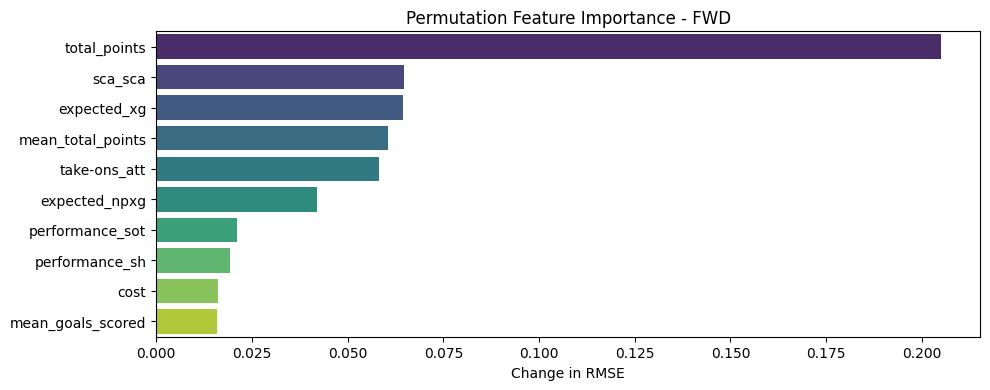 Permutation Feature Importance - FWD
total_points
sca_sca
expected_xg
mean_total_points
take-ons_att
expected_npxg
performance_sot
performance_sh
cost
mean_goals_scored
0.000 0.025 0.050 0.075 0.100 0.125 0.150 0.175 0.200
Change in RMSE